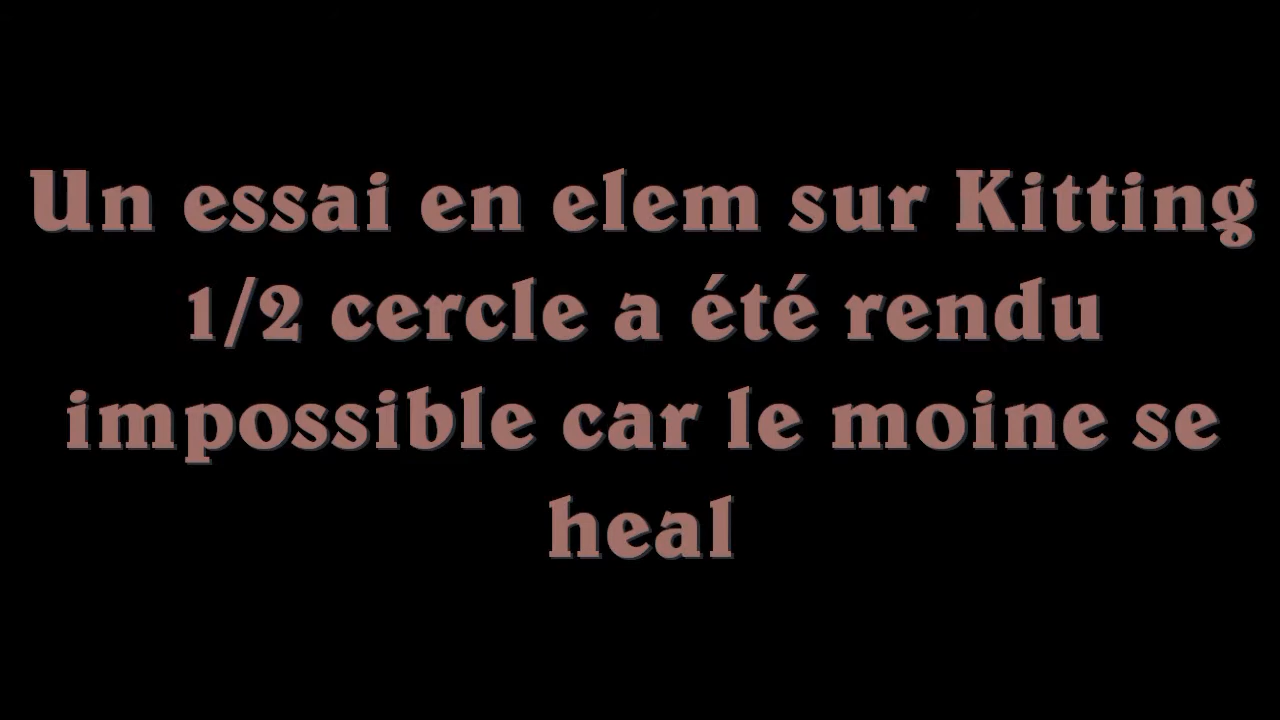 Un essai en elem sur Kitting
1/2 cercle a été rendu
impossible car le moine se
heal